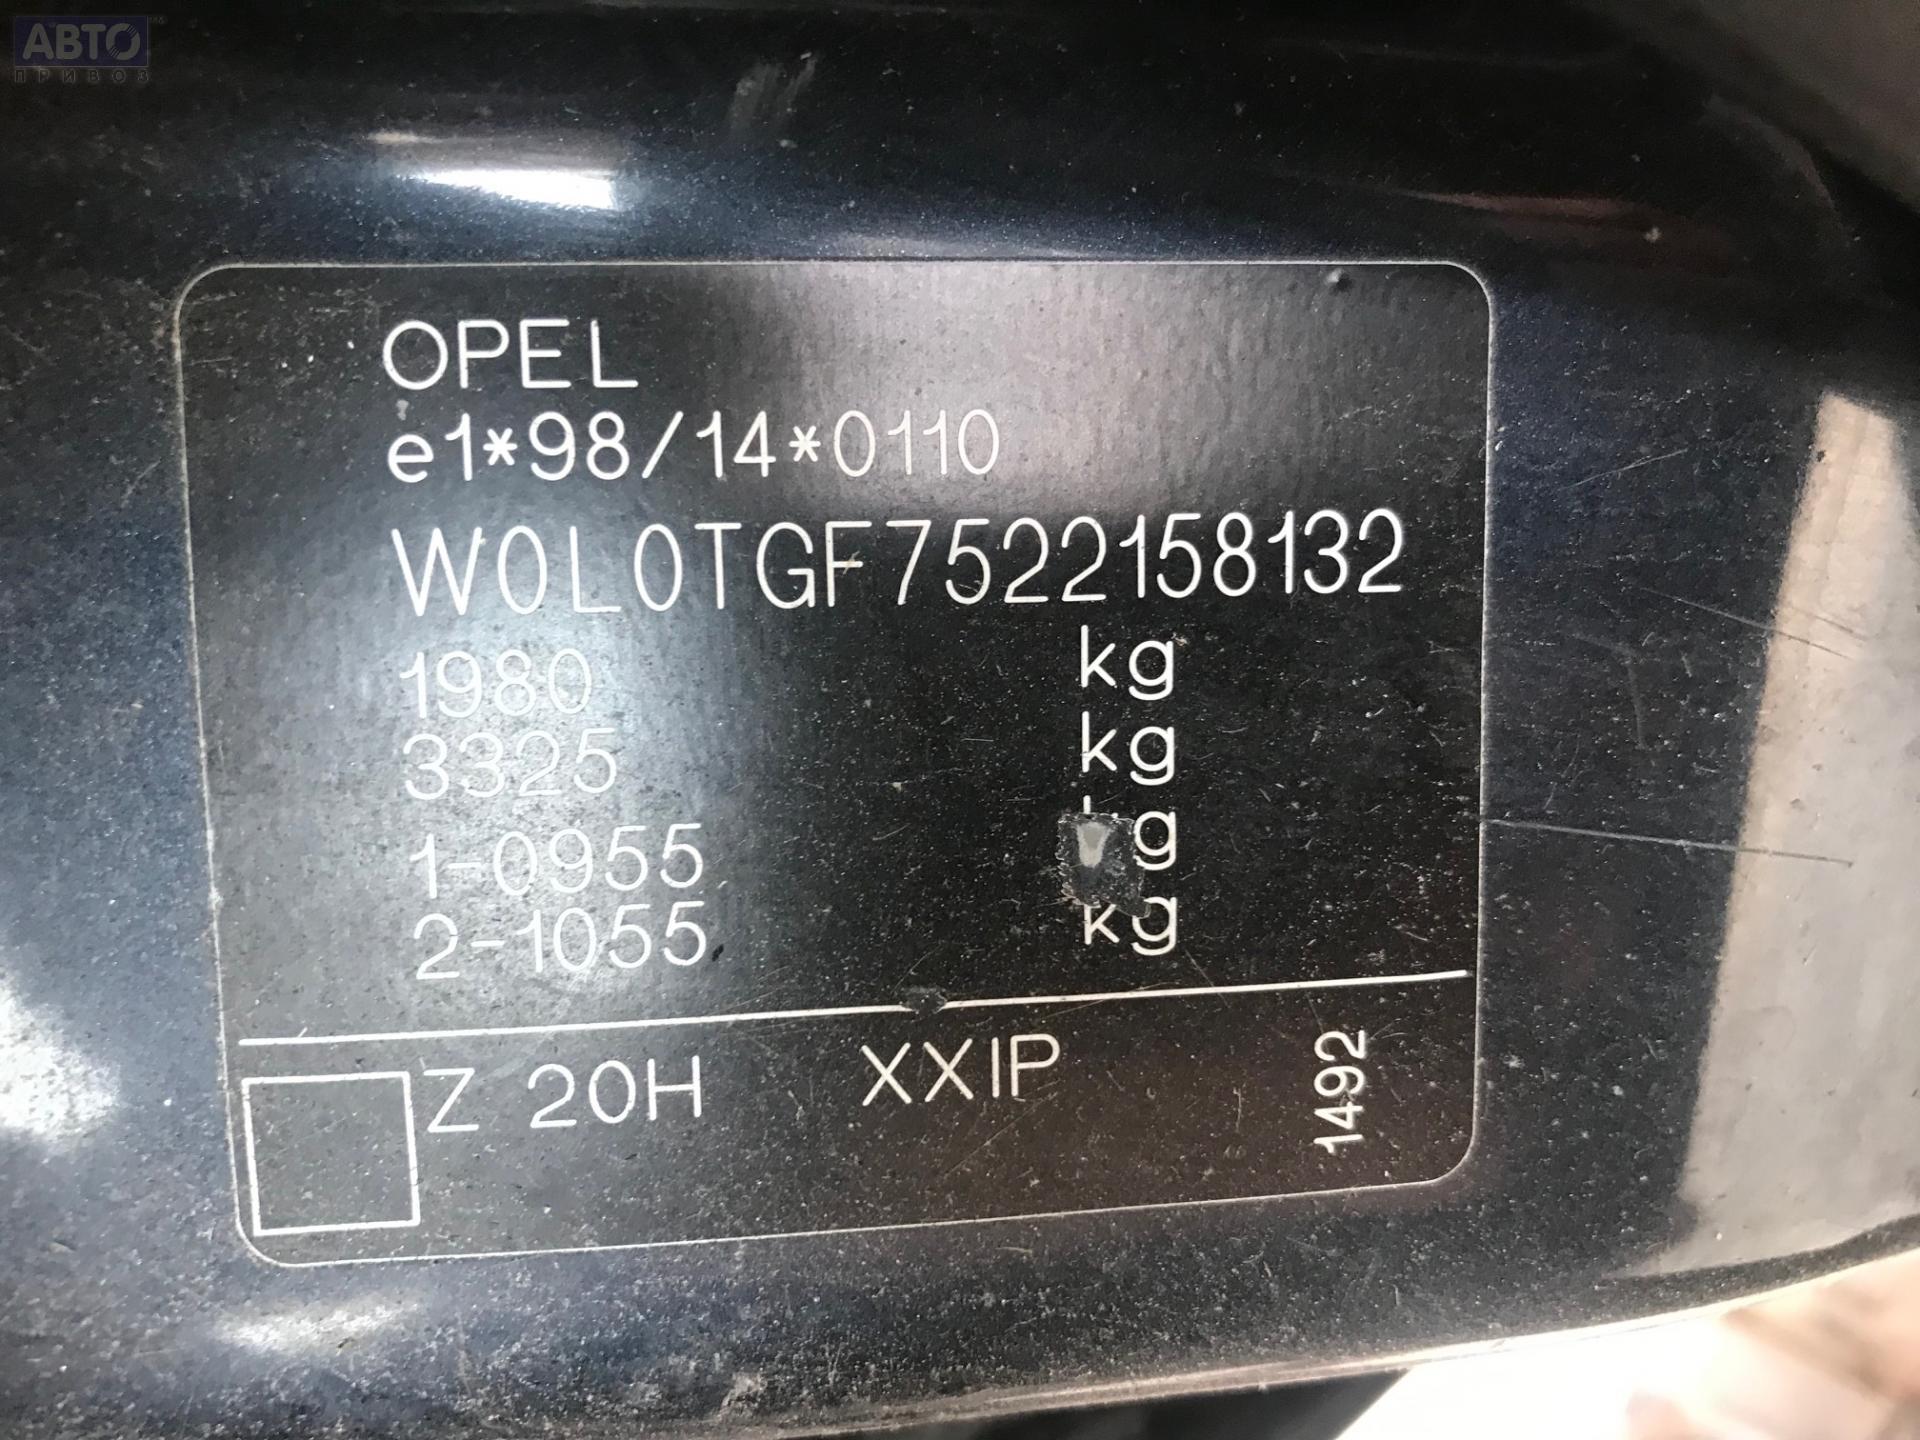 АВТО
ПРИВОЗ
OPEL
e1*98/14*0110
W0L0TGF7522158132
1980 kg
3325 kg
1-0955 kg
2-1055 kg
Z 20H XXIP 1492